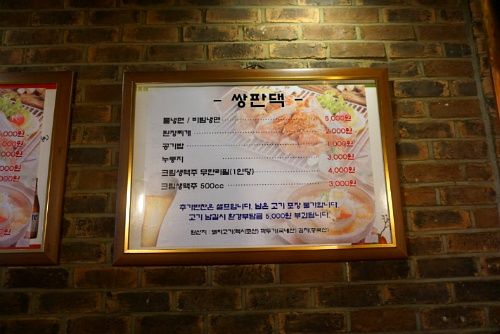 - 쌍판댁 -
물냉면 / 비빔냉면 5,000원
된장찌개 2,000원
공기밥 1,000원
누룽지 3,000원
크림생맥주 무한리필(1인당) 4,000원
크림생맥주 500cc 3,000원
추가반찬은 셀프입니다. 남은 고기 포장 불가입니다.
고기 남길시 환경부담금 5,000원 부과됩니다.
원산지 :